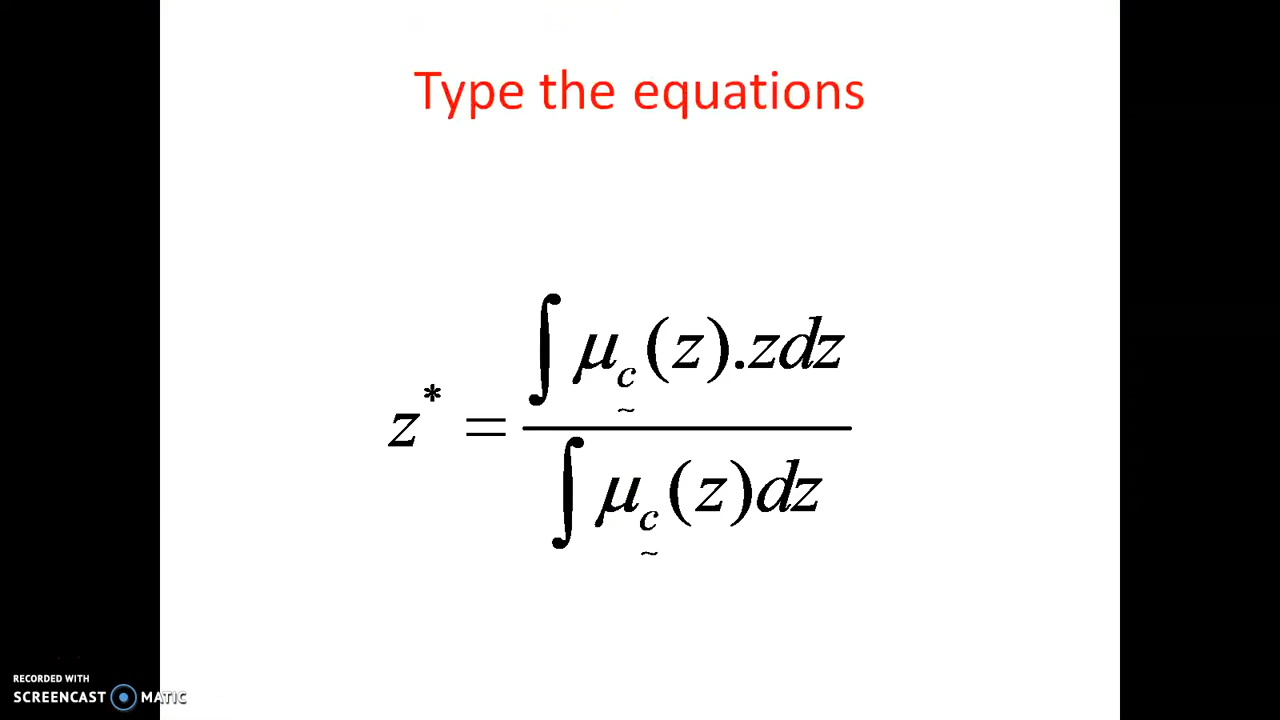 Type the equations
z* = ∫ μ_c̰ (z).zdz / ∫ μ_c̰ (z)dz
RECORDED WITH
SCREENCAST MATIC